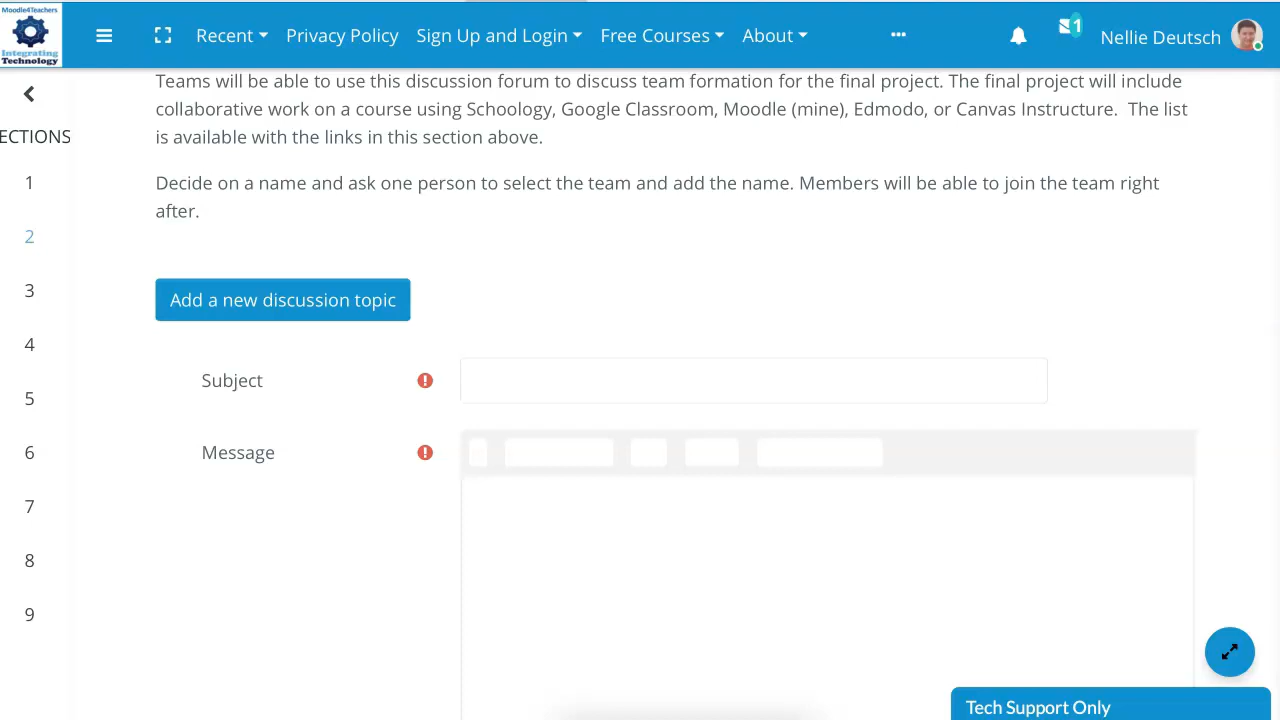 Moodle4Teachers
Integrating
Technology
Recent
Privacy Policy
Sign Up and Login
Free Courses
About
1
Nellie Deutsch
Teams will be able to use this discussion forum to discuss team formation for the final project. The final project will include
collaborative work on a course using Schoology, Google Classroom, Moodle (mine), Edmodo, or Canvas Instructure. The list
is available with the links in this section above.
ECTIONS
Decide on a name and ask one person to select the team and add the name. Members will be able to join the team right
after.
1
2
3
4
5
6
7
8
9
Add a new discussion topic
Subject
Message
Tech Support Only